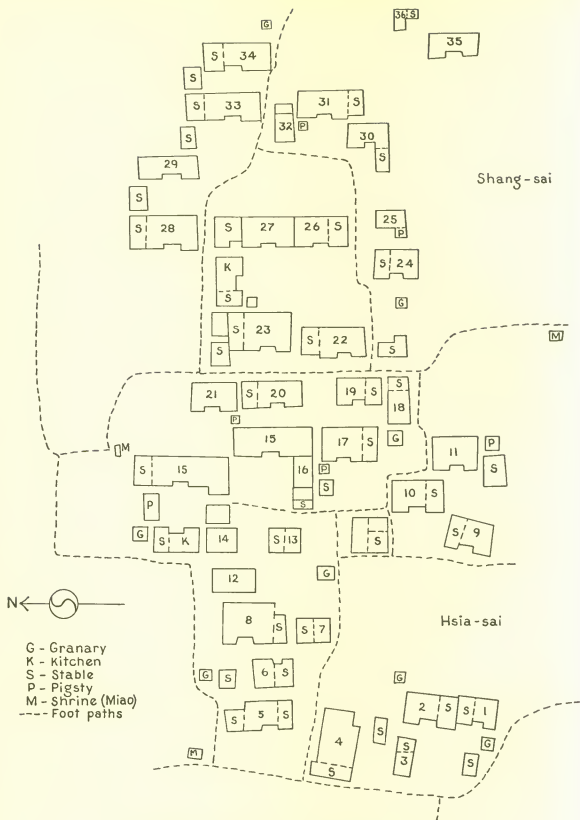 G
36 S
35
S 34
S
S 33
31 S
32
P
30
S
S
29
Shang-sai
S
S 28
S 27 26 S
25
P
K
S
S 24
G
S 23
S
S 22
S
M
21
S 20
19 S
S
18
P
15
17 S
G
11
P
M
S 15
16
P
S
S
S
10 S
P
G
S K
14
S 13
S
S 9
12
G
N
8 S
S 7
Hsia-sai
G - Granary
K - Kitchen
S - Stable
P - Pigsty
M - Shrine (Miao)
---- Foot paths
G
S
6 S
G
S 5 S
2 S S 1
4
S
S
3
G
S
M
S